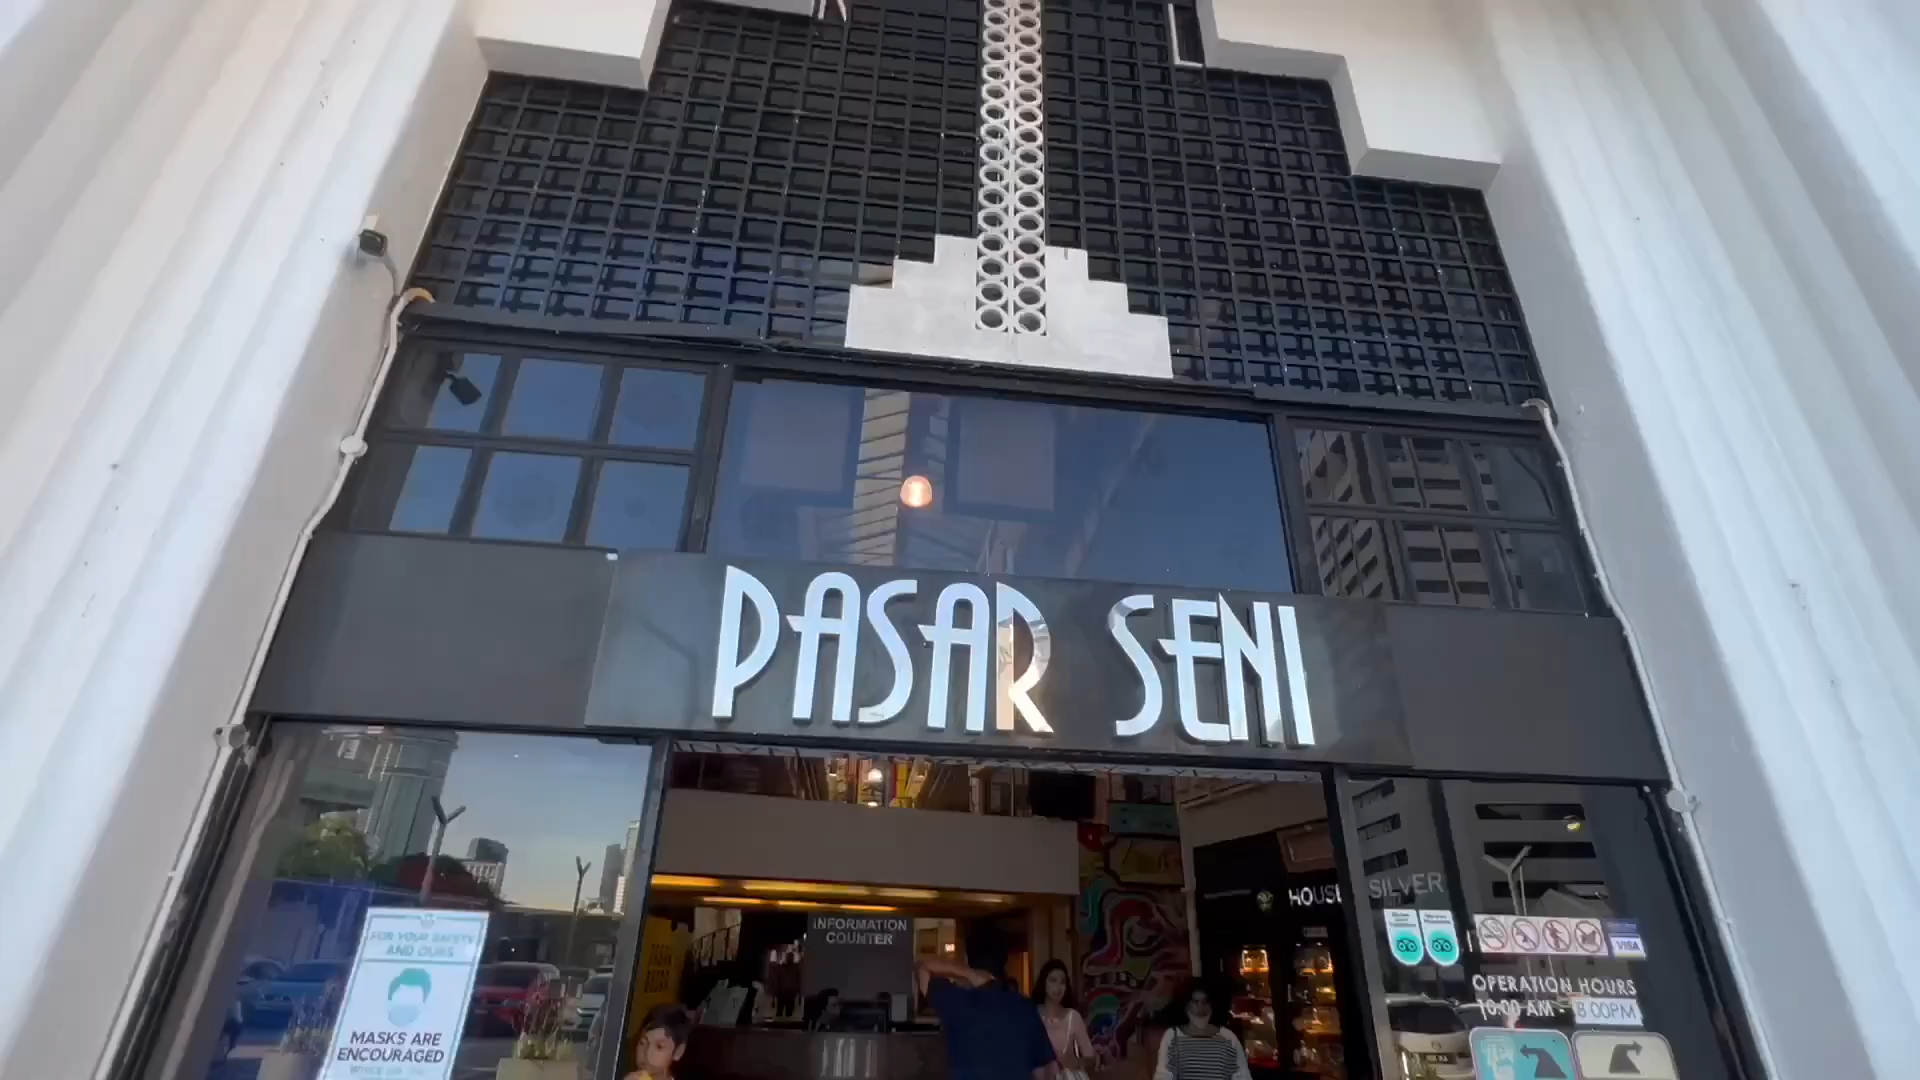 PASAR SENI
HOUSE
SILVER
INFORMATION
COUNTER
FOR YOUR SAFETY
AND OURS
MASKS ARE
ENCOURAGED
VISA
OPERATION HOURS
10:00 AM - 8:00PM